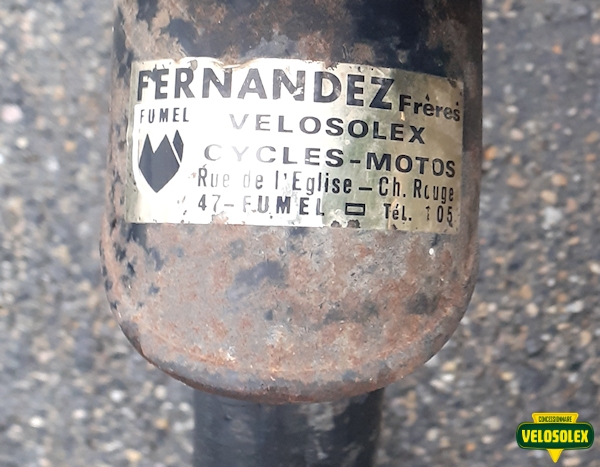 FERNANDEZ Frères
FUMEL
VELOSOLEX
CYCLES-MOTOS
Rue de l'Eglise - Ch. Rouge
47-FUMEL Tél. 105
CONCESSIONNAIRE
VELOSOLEX